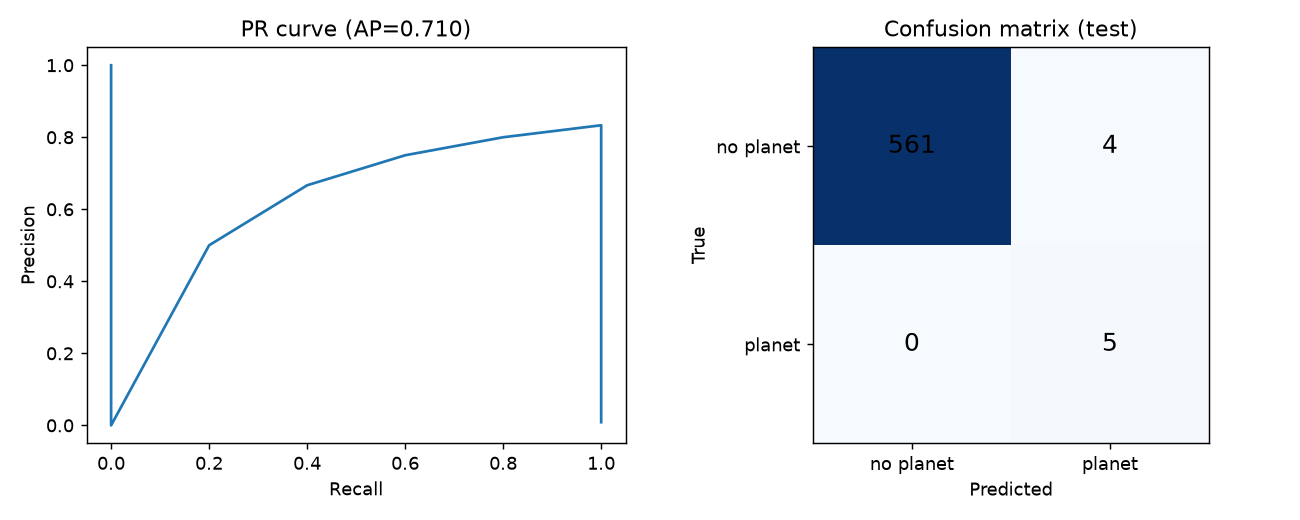 PR curve (AP=0.710)
1.0
0.8
0.6
0.4
0.2
0.0
Precision
0.0 0.2 0.4 0.6 0.8 1.0
Recall
Confusion matrix (test)
no planet
planet
True
561 4
0 5
no planet planet
Predicted